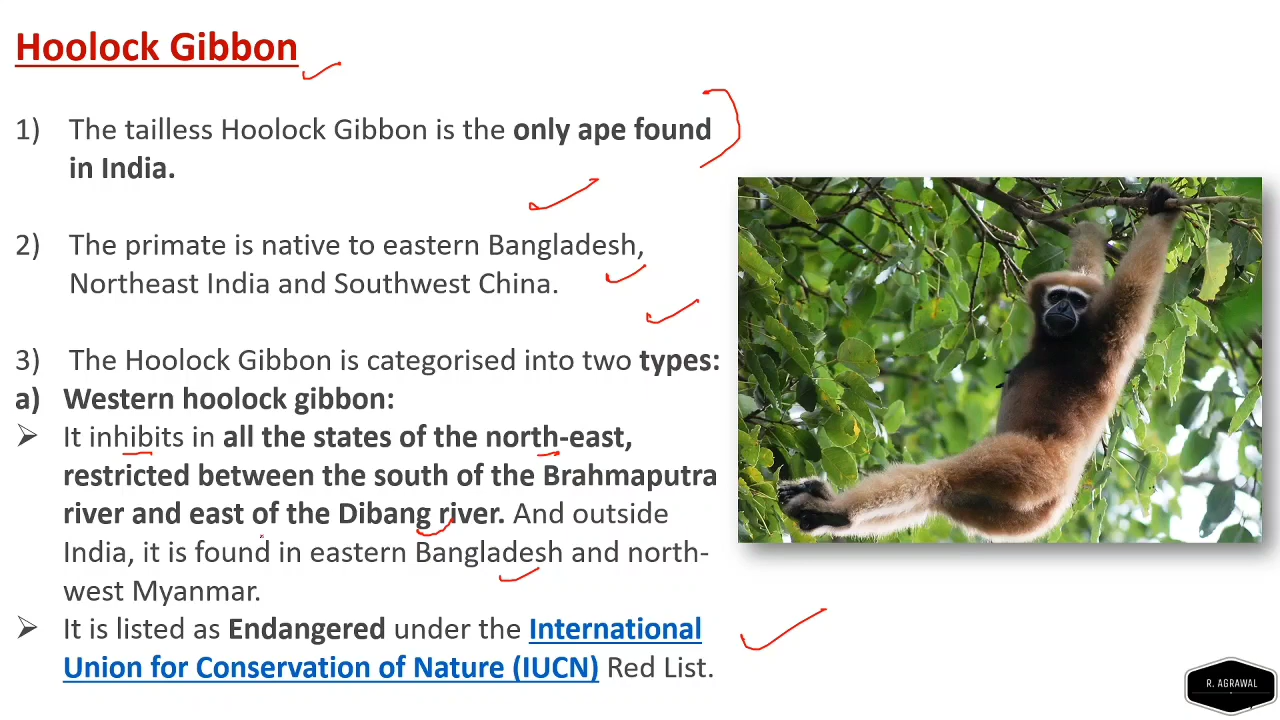 Hoolock Gibbon
1) The tailless Hoolock Gibbon is the only ape found
in India.
2) The primate is native to eastern Bangladesh,
Northeast India and Southwest China.
3) The Hoolock Gibbon is categorised into two types:
a) Western hoolock gibbon:
➢ It inhibits in all the states of the north-east,
restricted between the south of the Brahmaputra
river and east of the Dibang river. And outside
India, it is found in eastern Bangladesh and north-
west Myanmar.
➢ It is listed as Endangered under the International
Union for Conservation of Nature (IUCN) Red List.
R. AGRAWAL